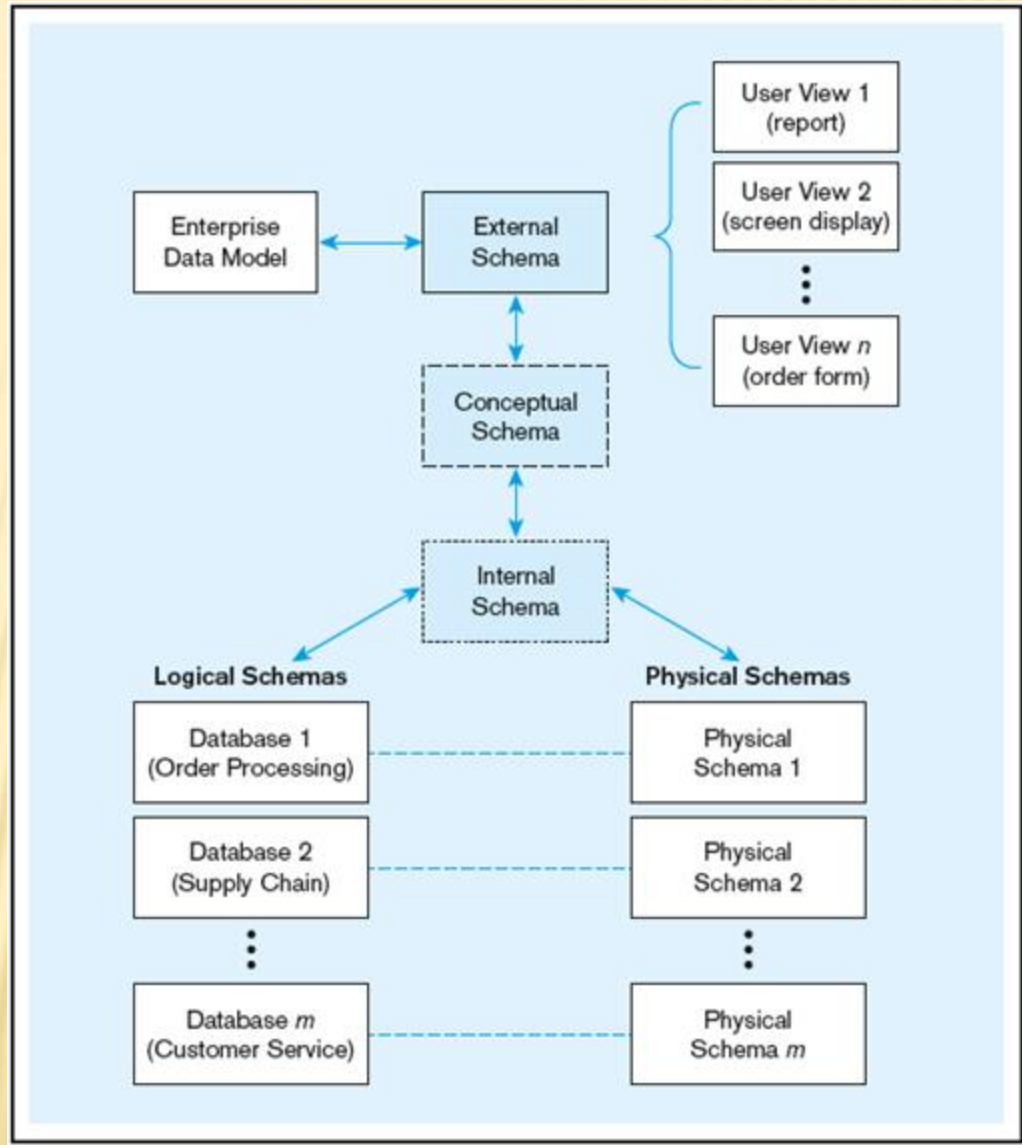 User View 1
(report)
User View 2
(screen display)
User View n
(order form)
Enterprise
Data Model
External
Schema
Conceptual
Schema
Internal
Schema
Logical Schemas
Physical Schemas
Database 1
(Order Processing)
Physical
Schema 1
Database 2
(Supply Chain)
Physical
Schema 2
Database m
(Customer Service)
Physical
Schema m